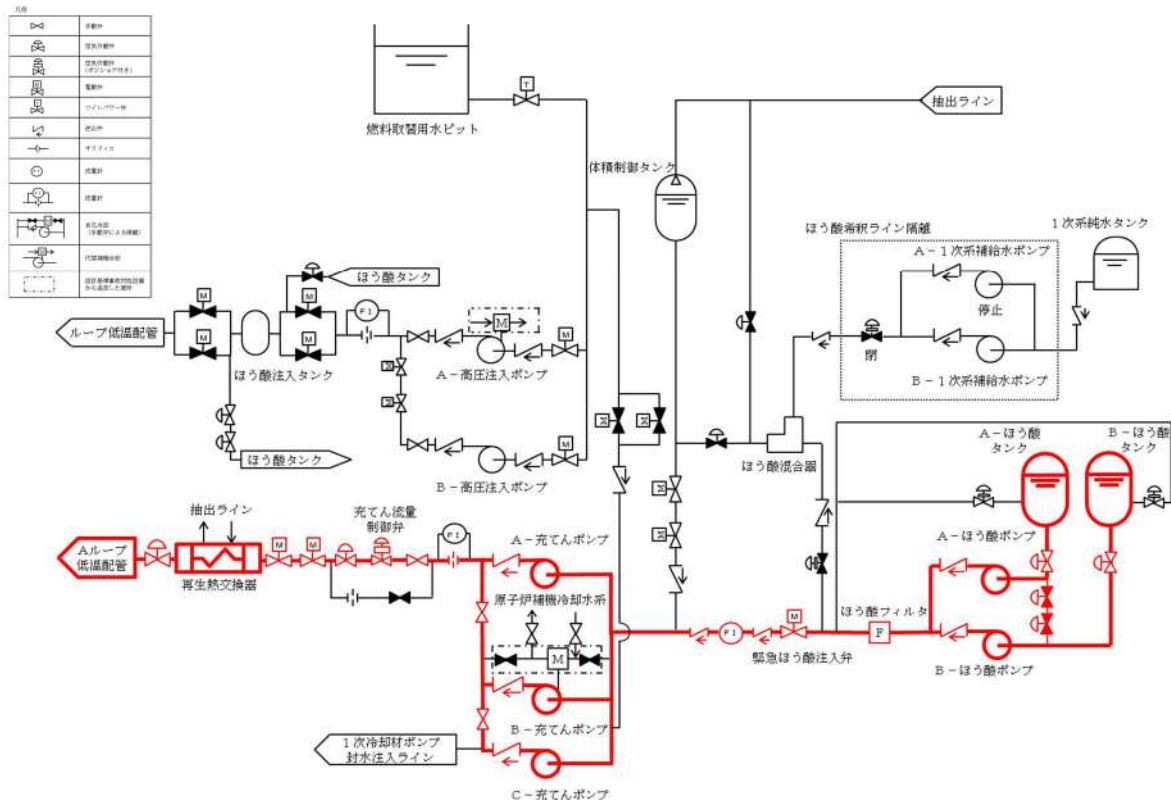 凡例
手動弁
空気作動弁
空気作動弁
電動弁
逆止弁
オリフィス
流量計
燃料取替用水ピット
T
抽出ライン
体積制御タンク
ほう酸希釈ライン隔離
1次系純水タンク
A-1次系補給水ポンプ
停止
閉
B-1次系補給水ポンプ
ほう酸タンク
M
M
FI
M
ループ低温配管
M
M
M
ほう酸注入タンク
A-高圧注入ポンプ
M
M
M
B-高圧注入ポンプ
ほう酸タンク
M
M
M
M
ほう酸混合器
A-ほう酸
タンク
B-ほう酸
タンク
抽出ライン
充てん流量
制御弁
FI
Aループ
低温配管
M
M
再生熱交換器
A-充てんポンプ
原子炉補機冷却水系
M
B-充てんポンプ
1次冷却材ポンプ
封水注入ライン
C-充てんポンプ
FI
M
緊急ほう酸注入弁
ほう酸フィルタ
F
A-ほう酸ポンプ
B-ほう酸ポンプ